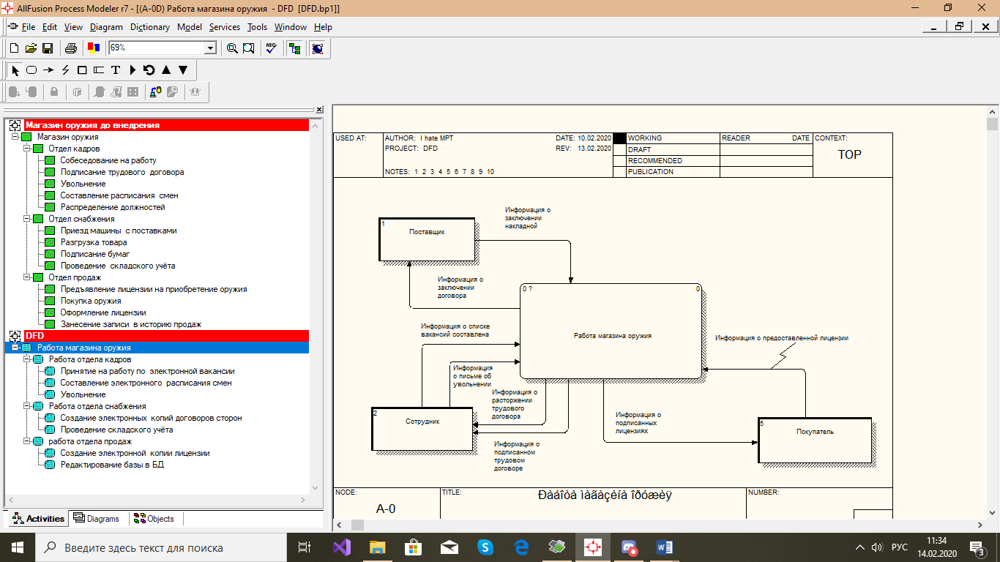 AllFusion Process Modeler r7 - [(A-0D) Работа магазина оружия - DFD [DFD.bp1]]
File Edit View Diagram Dictionary Model Services Tools Window Help
69%
ABC
T
Магазин оружия до внедрения
Магазин оружия
Отдел кадров
Собеседование на работу
Подписание трудового договора
Увольнение
Составление расписания смен
Распределение должностей
Отдел снабжения
Приезд машины с поставками
Разгрузка товара
Подписание бумаг
Проведение складского учёта
Отдел продаж
Предъявление лицензии на приобретение оружия
Покупка оружия
Оформление лицензии
Занесение записи в историю продаж
DFD
Работа магазина оружия
Работа отдела кадров
Принятие на работу по электронной вакансии
Составление электронного расписания смен
Увольнение
Работа отдела снабжения
Создание электронных копий договоров сторон
Проведение складского учёта
работа отдела продаж
Создание электронной копии лицензии
Редактирование базы в БД
Activities Diagrams Objects
USED AT:
AUTHOR: I hate MPT
DATE: 10.02.2020
PROJECT: DFD
REV: 13.02.2020
NOTES: 1 2 3 4 5 6 7 8 9 10
WORKING
DRAFT
RECOMMENDED
PUBLICATION
READER DATE
CONTEXT:
TOP
1
Поставщик
Информация о
заключении
накладной
Информация о
заключении
договора
0 ?
0
Работа магазина оружия
Информация о списке
вакансий составлена
Информация
о письме об
увольнении
Информация о предоставленной лицензии
Информация о
расторжении
трудового
договора
2
Сотрудник
Информация о
подписанных
лицензиях
5
Покупатель
Информация о
подписанном
трудовом
договоре
NODE:
A-0
TITLE:
Ðàáîòà ìàãàçèíà îðóæèÿ
NUMBER:
Введите здесь текст для поиска
РУС
11:34
14.02.2020
3